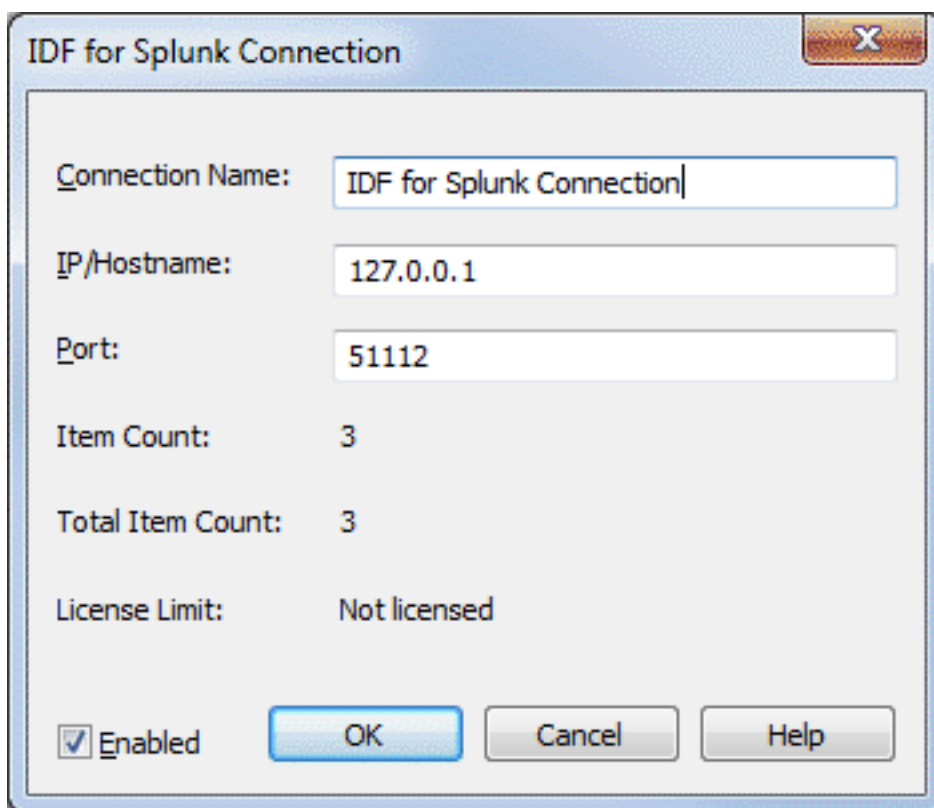 IDF for Splunk Connection
Connection Name: IDF for Splunk Connection
IP/Hostname: 127.0.0.1
Port: 51112
Item Count: 3
Total Item Count: 3
License Limit: Not licensed
Enabled OK Cancel Help